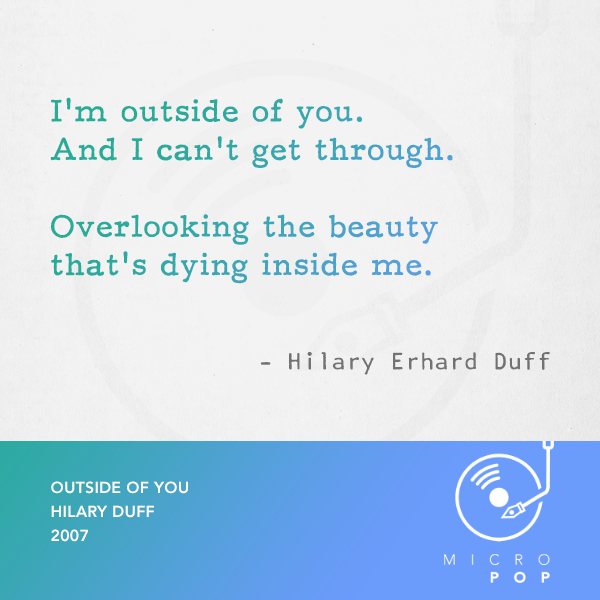 I'm outside of you.
And I can't get through.
Overlooking the beauty
that's dying inside me.
– Hilary Erhard Duff
OUTSIDE OF YOU
HILARY DUFF
2007
MICRO
POP